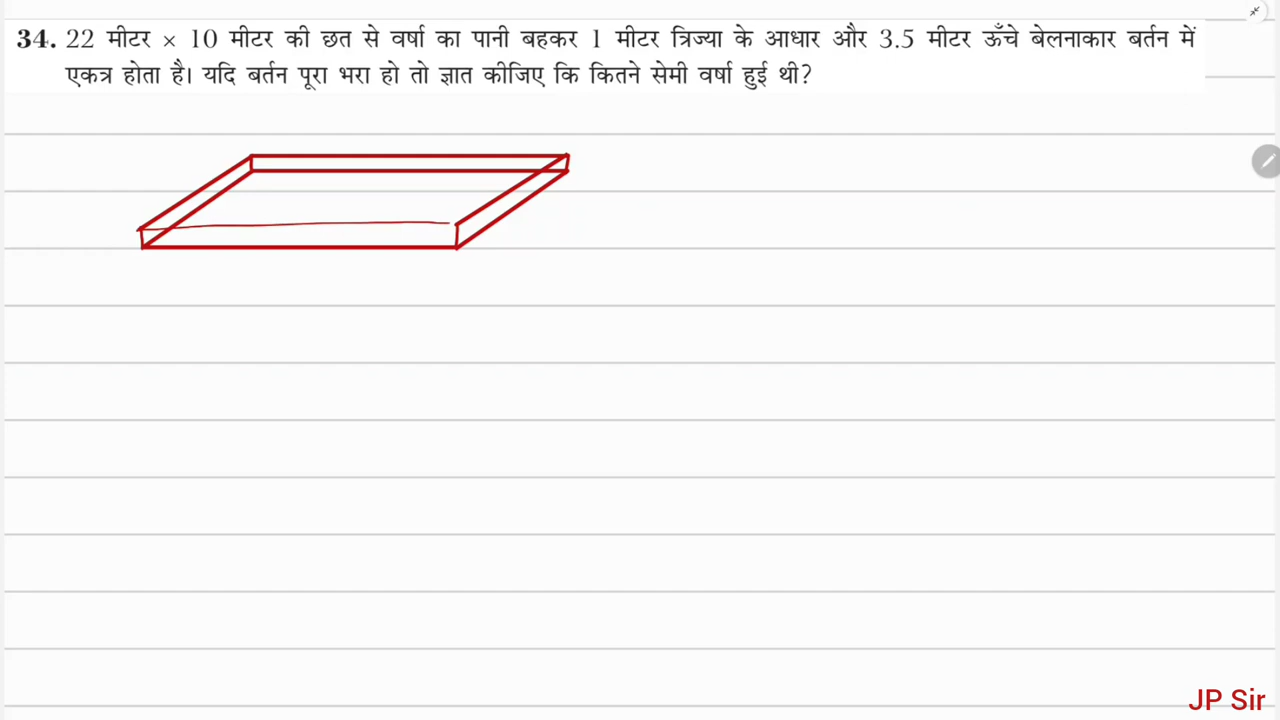 34. 22 मीटर × 10 मीटर की छत से वर्षा का पानी बहकर 1 मीटर त्रिज्या के आधार और 3.5 मीटर ऊँचे बेलनाकार बर्तन में
एकत्र होता है। यदि बर्तन पूरा भरा हो तो ज्ञात कीजिए कि कितने सेमी वर्षा हुई थी?
JP Sir